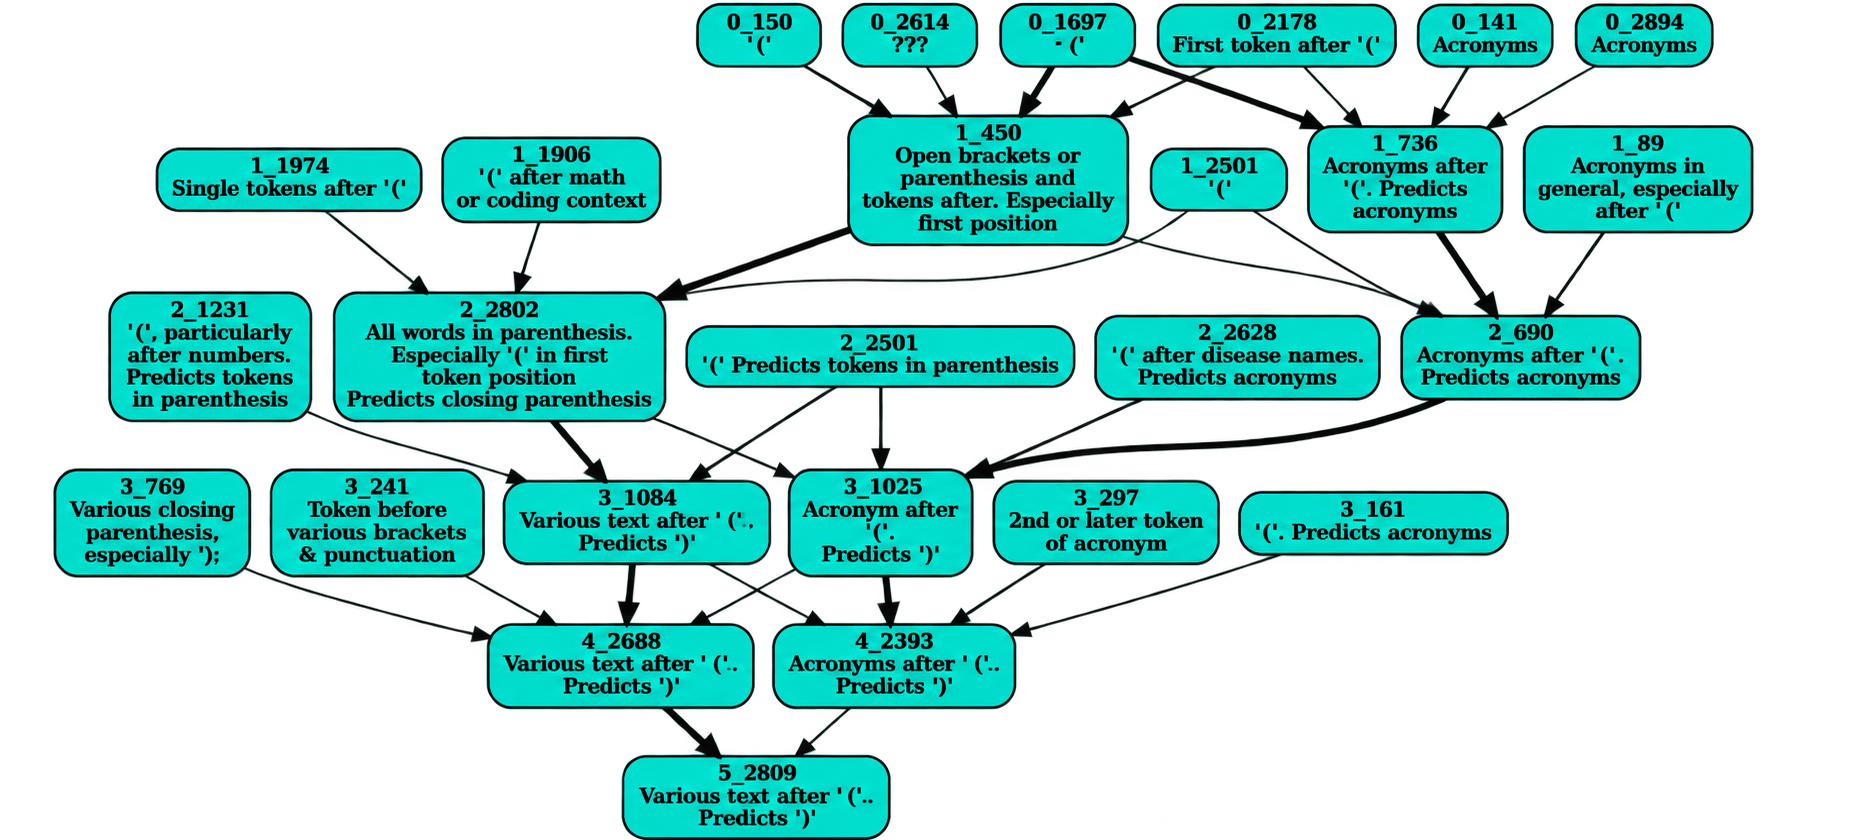 0_150
'('
0_2614
???
0_1697
- ('
0_2178
First token after '('
0_141
Acronyms
0_2894
Acronyms
1_1974
Single tokens after '('
1_1906
'(' after math
or coding context
1_450
Open brackets or
parenthesis and
tokens after. Especially
first position
1_2501
'('
1_736
Acronyms after
'('. Predicts
acronyms
1_89
Acronyms in
general, especially
after '('
2_1231
'(', particularly
after numbers.
Predicts tokens
in parenthesis
2_2802
All words in parenthesis.
Especially '(' in first
token position
Predicts closing parenthesis
2_2501
'(' Predicts tokens in parenthesis
2_2628
'(' after disease names.
Predicts acronyms
2_690
Acronyms after '('.
Predicts acronyms
3_769
Various closing
parenthesis,
especially ');
3_241
Token before
various brackets
& punctuation
3_1084
Various text after ' ('..
Predicts ')'
3_1025
Acronym after
'('.
Predicts ')'
3_297
2nd or later token
of acronym
3_161
'('. Predicts acronyms
4_2688
Various text after ' ('..
Predicts ')'
4_2393
Acronyms after ' ('..
Predicts ')'
5_2809
Various text after ' ('..
Predicts ')'